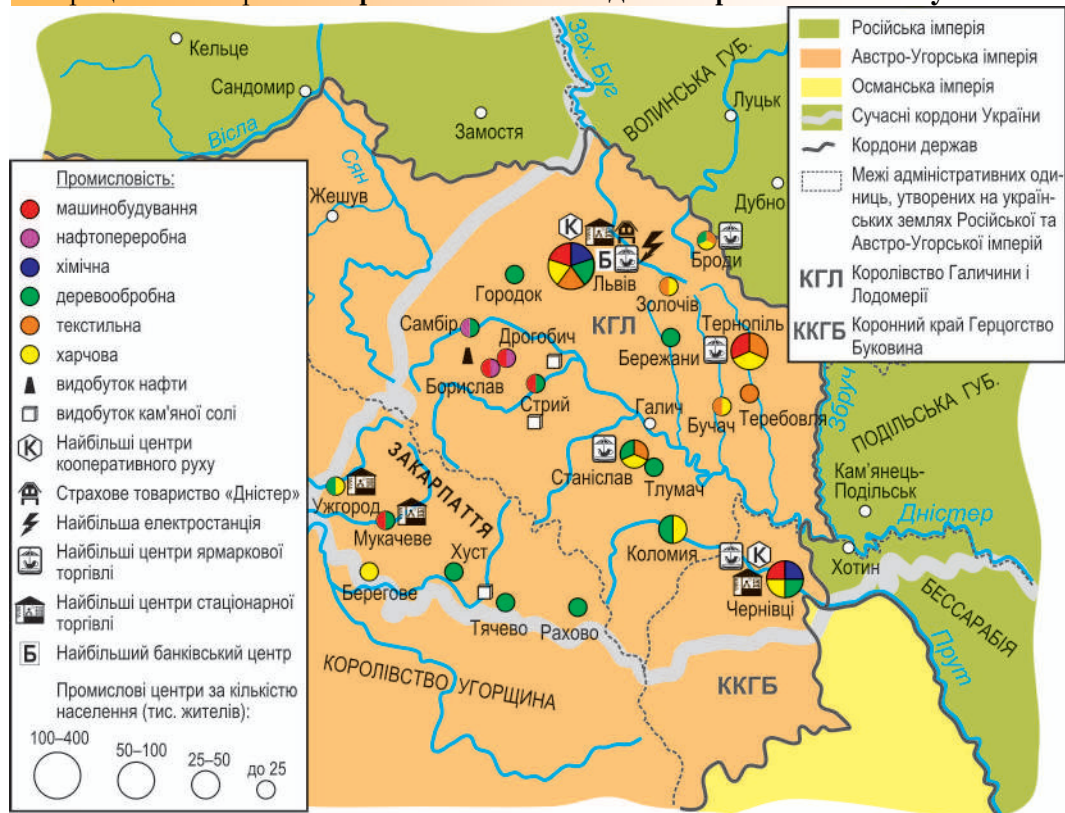 Кельце
Сандомир
Вісла
Сян
Замостя
Зах. Буг
ВОЛИНСЬКА ГУБ.
Луцьк
Дубно
Жешув
Російська імперія
Австро-Угорська імперія
Османська імперія
Сучасні кордони України
Кордони держав
Межі адміністративних оди-
ниць, утворених на україн-
ських землях Російської та
Австро-Угорської імперій
КГЛ
Королівство Галичини і
Лодомерії
ККГБ
Коронний край Герцогство
Буковина
Промисловість:
машинобудування
нафтопереробна
хімічна
деревообробна
текстильна
харчова
видобуток нафти
видобуток кам'яної солі
К
Найбільші центри
кооперативного руху
Страхове товариство «Дністер»
Найбільша електростанція
Найбільші центри
ярмаркової
торгівлі
Найбільші центри стаціонарної
торгівлі
Б
Найбільший банківський центр
Промислові центри за кількістю
населення (тис. жителів):
100–400
50–100
25–50
до 25
К
Б
Львів
Броди
Городок
Золочів
КГЛ
Самбір
Дрогобич
Тернопіль
Бережани
Борислав
Стрий
Галич
Бучач
Теребовля
Збруч
ПОДІЛЬСЬКА ГУБ.
ЗАКАРПАТТЯ
Станіслав
Тлумач
Кам'янець-
Подільськ
Дністер
Ужгород
Мукачеве
Хуст
Коломия
К
Хотин
Берегове
Чернівці
Тячево
Рахово
БЕССАРАБІЯ
Прут
КОРОЛІВСТВО УГОРЩИНА
ККГБ